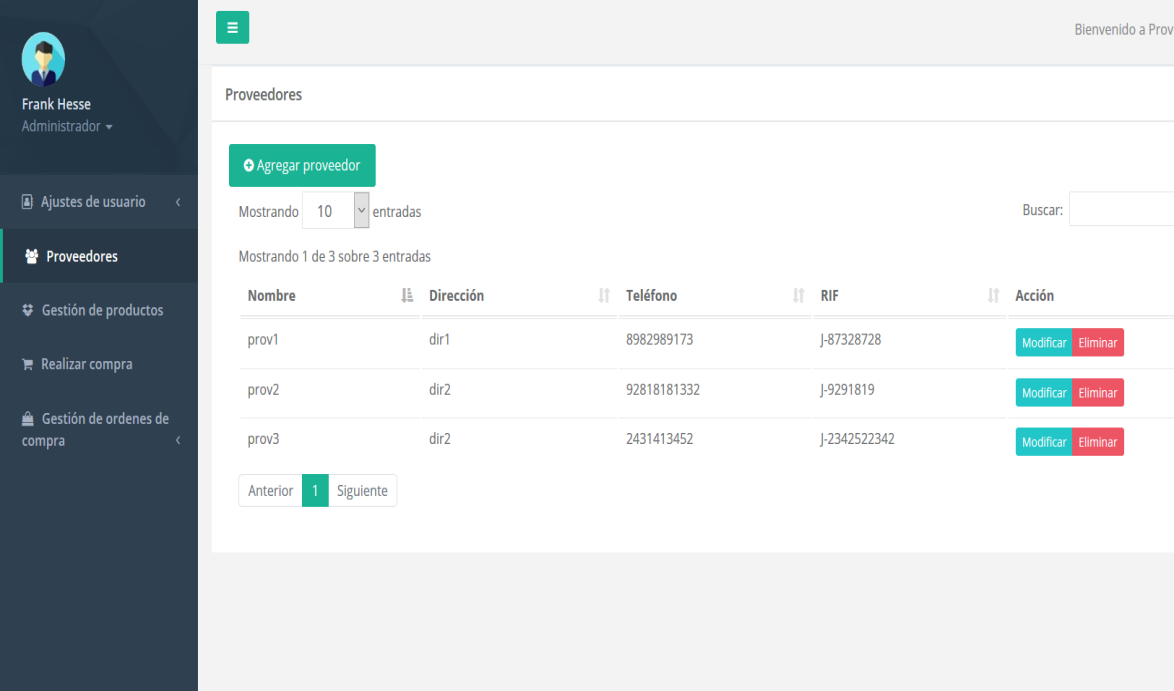 Frank Hesse
Administrador
Ajustes de usuario
Proveedores
Gestión de productos
Realizar compra
Gestión de ordenes de
compra
Bienvenido a Prov
Proveedores
Agregar proveedor
Mostrando 10 entradas
Buscar:
Mostrando 1 de 3 sobre 3 entradas
Nombre Dirección Teléfono RIF Acción
prov1 dir1 8982989173 J-87328728 Modificar Eliminar
prov2 dir2 92818181332 J-9291819 Modificar Eliminar
prov3 dir2 2431413452 J-2342522342 Modificar Eliminar
Anterior 1 Siguiente